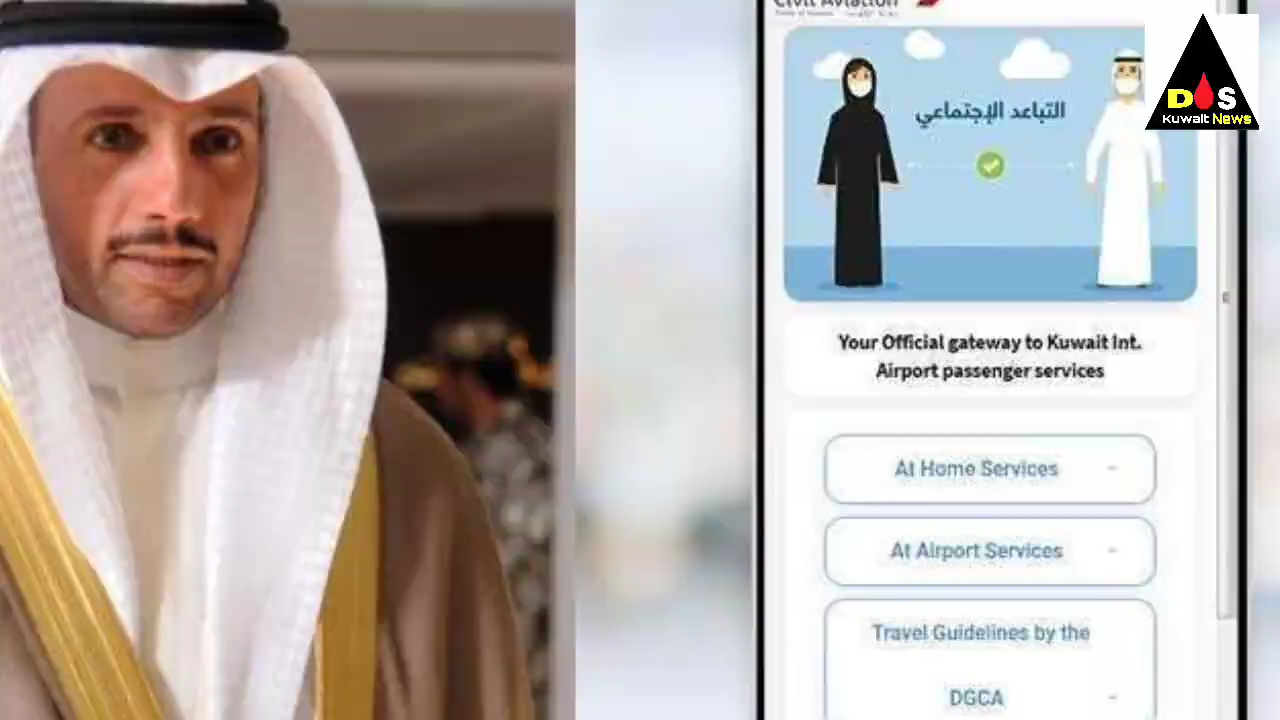 Civil Aviation
DGS
Kuwait News
التباعد الإجتماعي
Your Official gateway to Kuwait Int.
Airport passenger services
At Home Services
At Airport Services
Travel Guidelines by the
DGCA